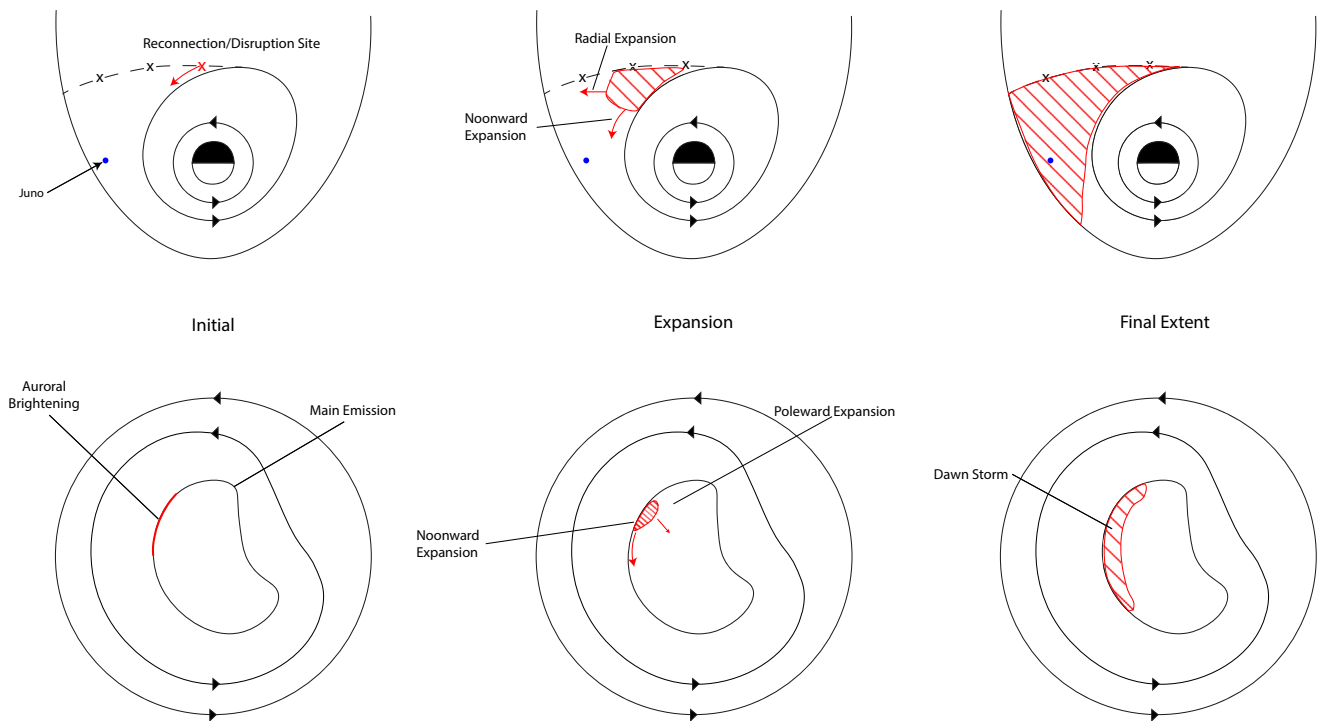 Reconnection/Disruption Site
x
x
x
Juno
Radial Expansion
x
x
x
Noonward
Expansion
x
x
x
Initial
Expansion
Final Extent
Auroral
Brightening
Main Emission
Poleward Expansion
Noonward
Expansion
Dawn Storm